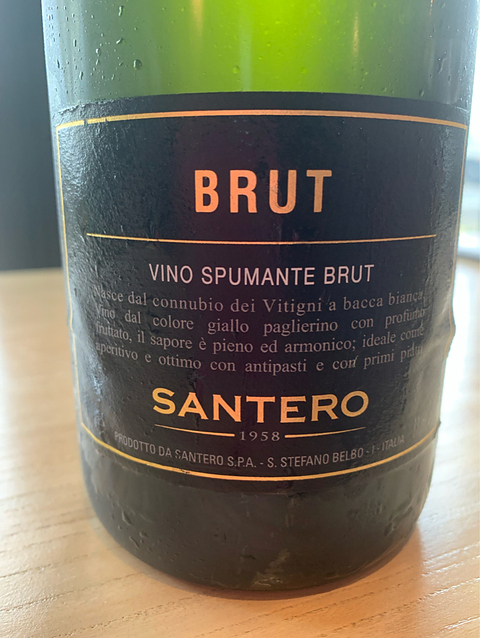 BRUT
VINO SPUMANTE BRUT
Nasce dal connubio dei Vitigni a bacca bianca,
vino dal colore giallo paglierino con profumo
fruttato, il sapore è pieno ed armonico; ideale come
aperitivo e ottimo con antipasti e con primi piatti
SANTERO
1958
PRODOTTO DA SANTERO S.P.A. - S. STEFANO BELBO - I - ITALIA